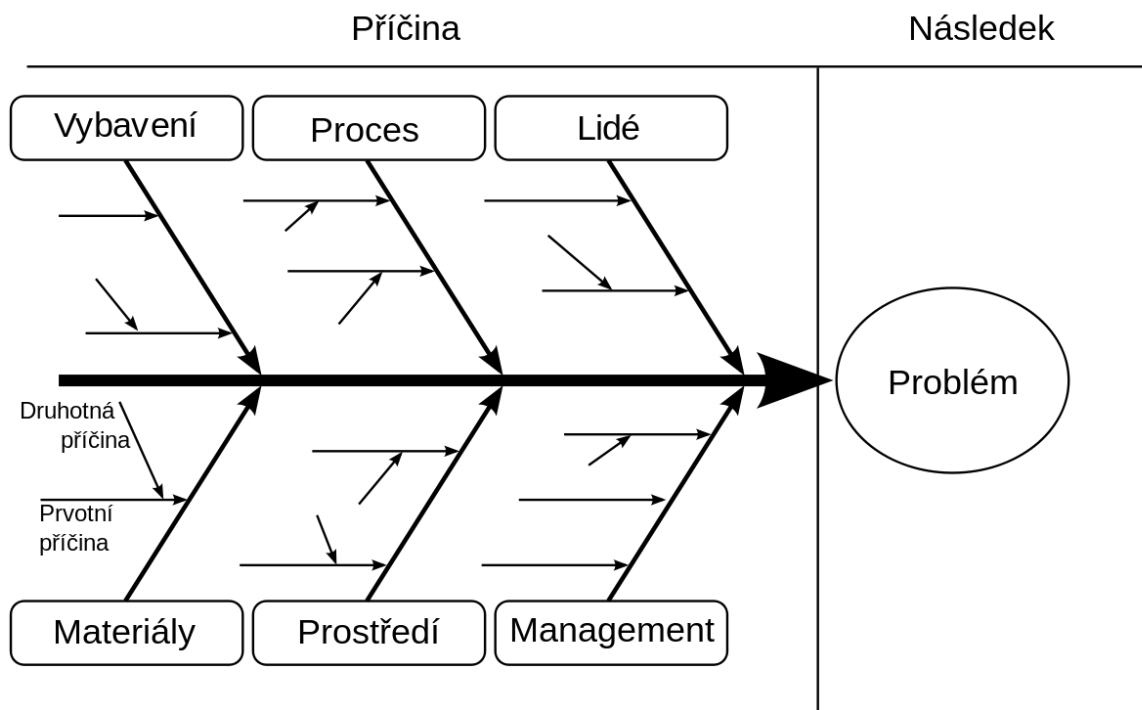 Příčina
Následek
Vybavení
Proces
Lidé
Problém
Druhotná
příčina
Prvotní
příčina
Materiály
Prostředí
Management